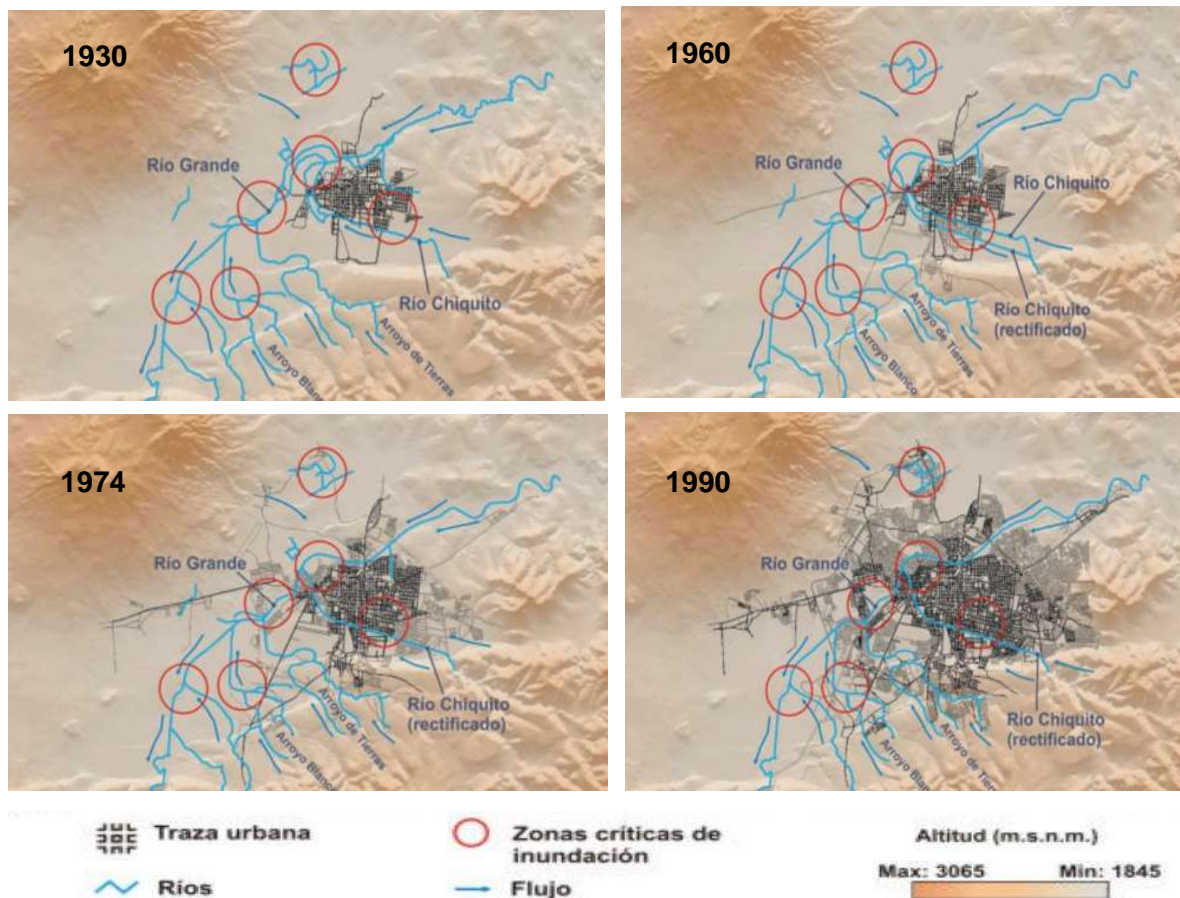 1930
Río Grande
Río Chiquito
Arroyo de Tierras
Arroyo Blanco
1960
Río Grande
Río Chiquito
Río Chiquito
(rectificado)
Arroyo de Tierras
Arroyo Blanco
1974
Río Grande
Río Chiquito
(rectificado)
Arroyo de Tierras
Arroyo Blanco
1990
Río Grande
Río Chiquito
(rectificado)
Arroyo de Tier
Arroyo Blanco
Traza urbana
Ríos
Zonas críticas de
inundación
Flujo
Altitud (m.s.n.m.)
Max: 3065 Min: 1845